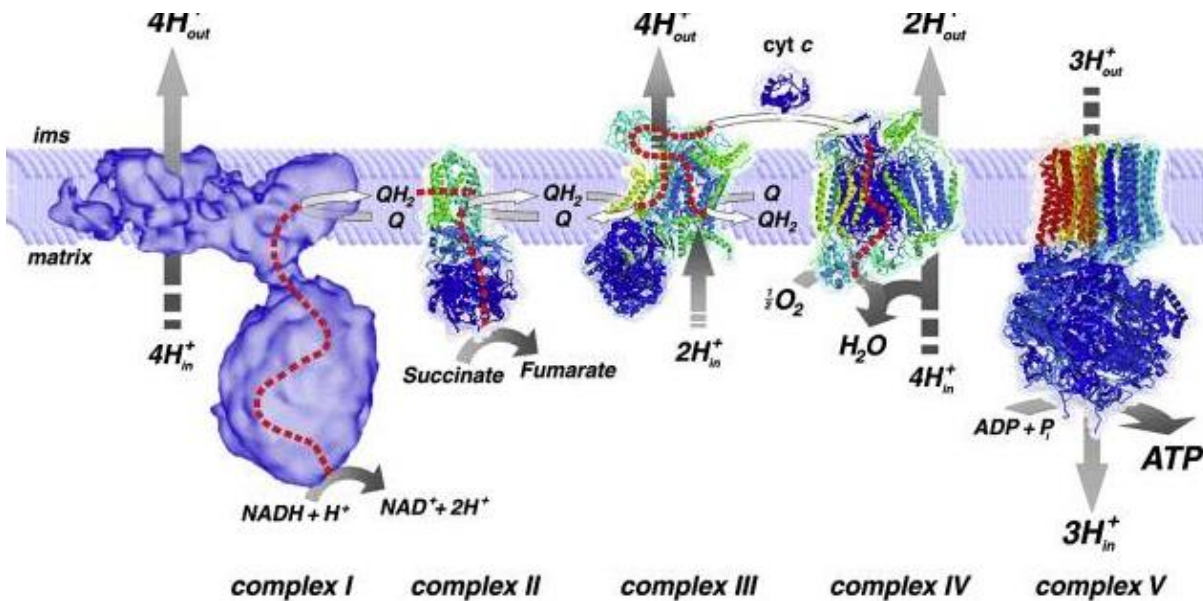 4H⁺out
4H⁺out
2H⁺out
cyt c
3H⁺out
ims
QH₂
Q
QH₂
Q
Q
QH₂
matrix
½O₂
4H⁺in
2H⁺in
H₂O
4H⁺in
Succinate
Fumarate
ADP + Pi
ATP
NADH + H⁺
NAD⁺ + 2H⁺
3H⁺in
complex I
complex II
complex III
complex IV
complex V